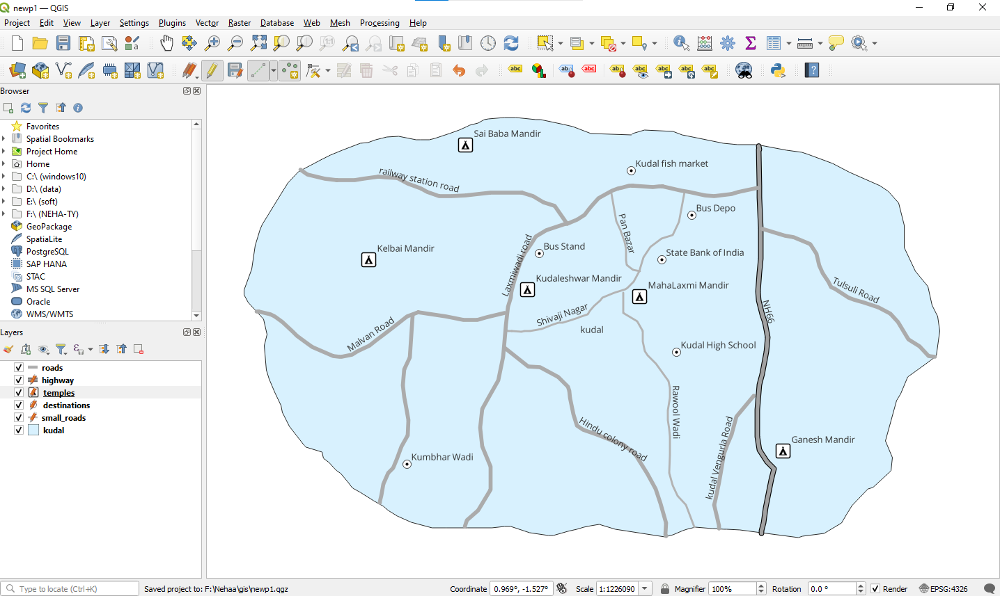 newp1 — QGIS
Project Edit View Layer Settings Plugins Vector Raster Database Web Mesh Processing Help
Browser
Favorites
Spatial Bookmarks
Project Home
Home
C:\ (windows10)
D:\ (data)
E:\ (soft)
F:\ (NEHA-TY)
GeoPackage
SpatiaLite
PostgreSQL
SAP HANA
STAC
MS SQL Server
Oracle
WMS/WMTS
Layers
roads
highway
temples
destinations
small_roads
kudal
Sai Baba Mandir
Kudal fish market
railway station road
Bus Depo
Pan Bazar
Kelbai Mandir
Bus Stand
Laxmiwadi road
State Bank of India
Kudaleshwar Mandir
MahaLaxmi Mandir
Tulsuli Road
NH66
Shivaji Nagar
kudal
Malvan Road
Kudal High School
Rawool Wadi
Hindu colony road
kudal Vengurla Road
Ganesh Mandir
Kumbhar Wadi
Type to locate (Ctrl+K)
Saved project to: F:\Nehaa\gis\newp1.qgz
Coordinate 0.969°, -1.527°
Scale 1:1226090
Magnifier 100%
Rotation 0.0 °
Render
EPSG:4326